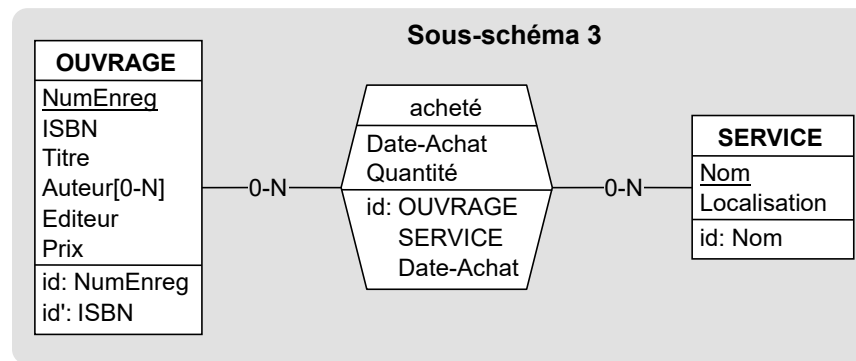 Sous-schéma 3
OUVRAGE
NumEnreg
ISBN
Titre
Auteur[0-N]
Editeur
Prix
id: NumEnreg
id': ISBN
0-N
acheté
Date-Achat
Quantité
id: OUVRAGE
SERVICE
Date-Achat
0-N
SERVICE
Nom
Localisation
id: Nom